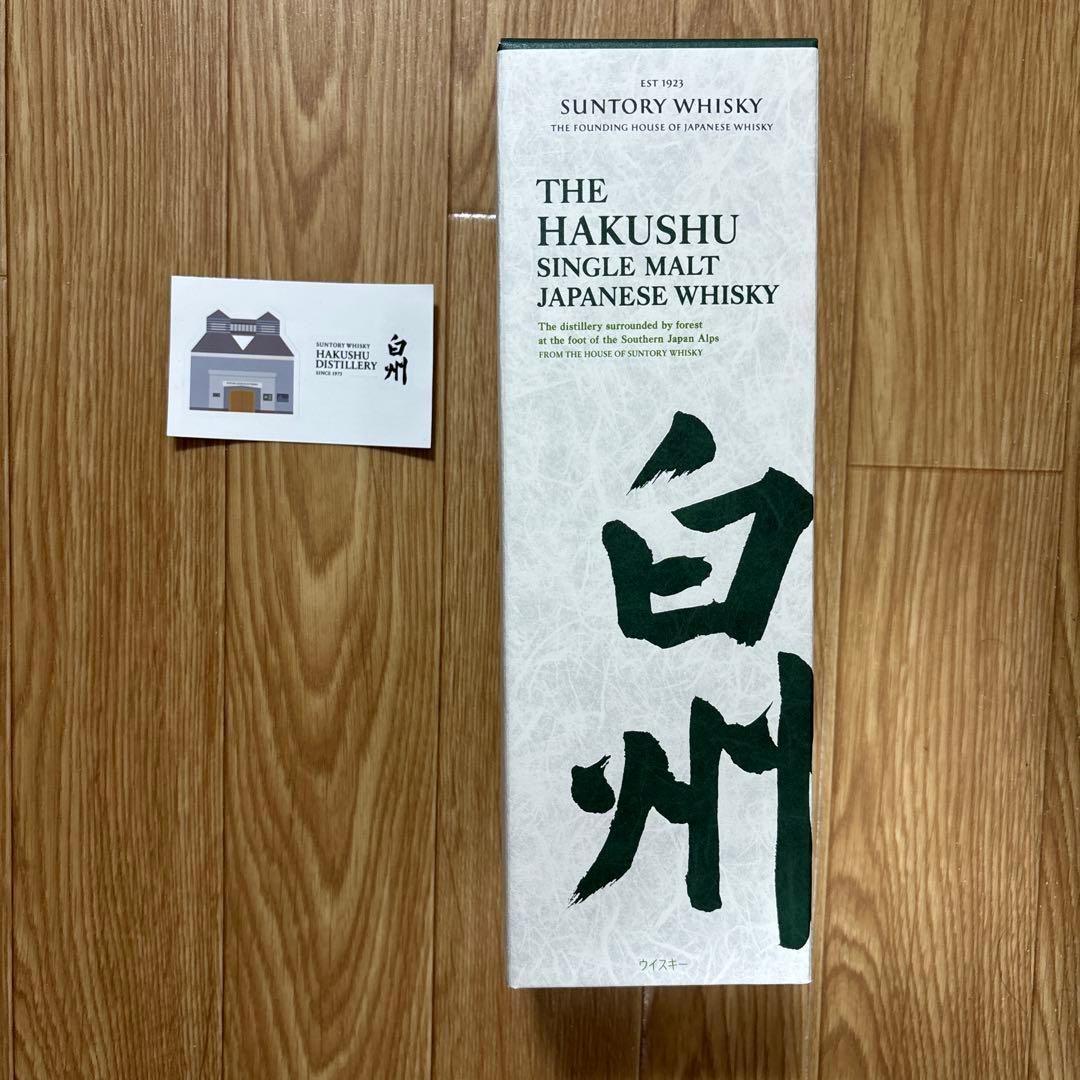 EST 1923
SUNTORY WHISKY
THE FOUNDING HOUSE OF JAPANESE WHISKY
THE
HAKUSHU
SINGLE MALT
JAPANESE WHISKY
The distillery surrounded by forest
at the foot of the Southern Japan Alps
FROM THE HOUSE OF SUNTORY WHISKY
白
州
ウイスキー
SUNTORY WHISKY
HAKUSHU
DISTILLERY
SINCE 1973
白
州